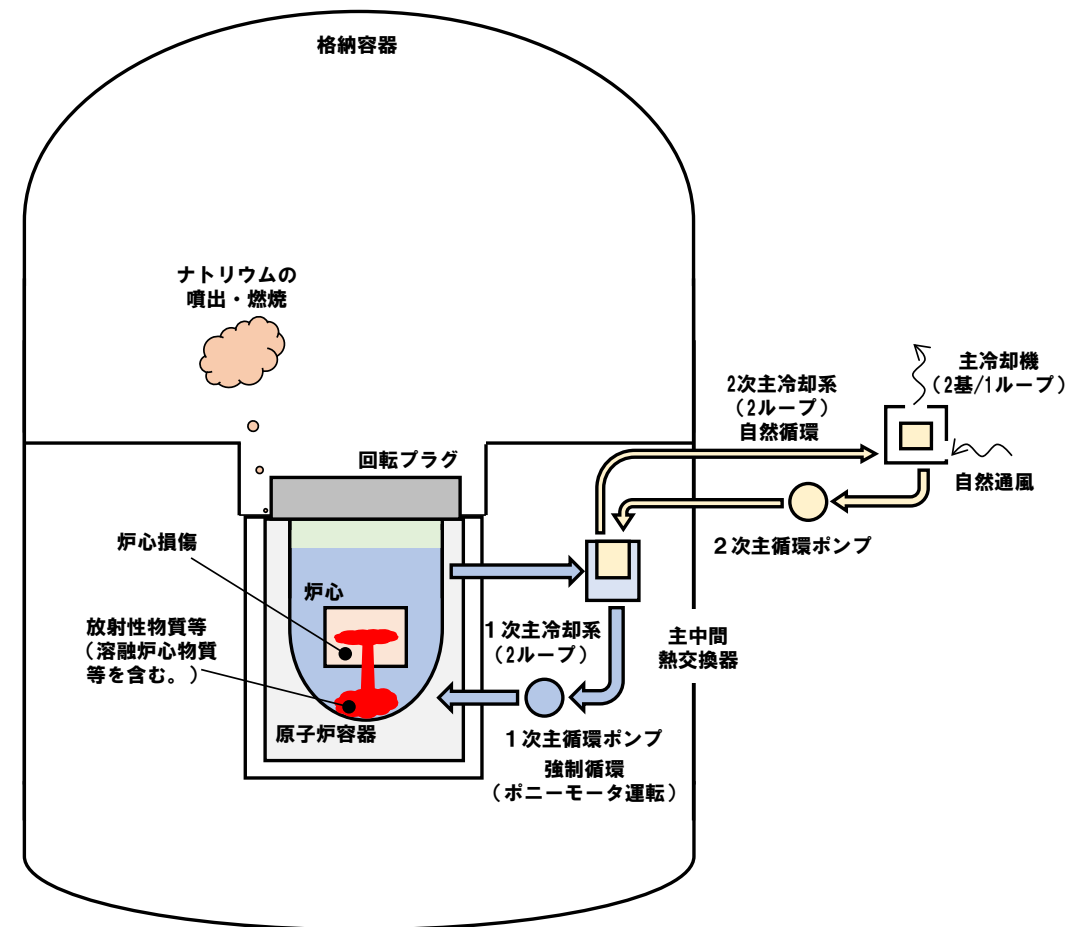 格納容器
ナトリウムの
噴出・燃焼
主冷却機
（2基/1ループ）
2次主冷却系
（2ループ）
自然循環
自然通風
回転プラグ
２次主循環ポンプ
炉心損傷
炉心
放射性物質等
（溶融炉心物質
等を含む。）
１次主冷却系
（2ループ）
主中間
熱交換器
原子炉容器
１次主循環ポンプ
強制循環
（ポニーモータ運転）